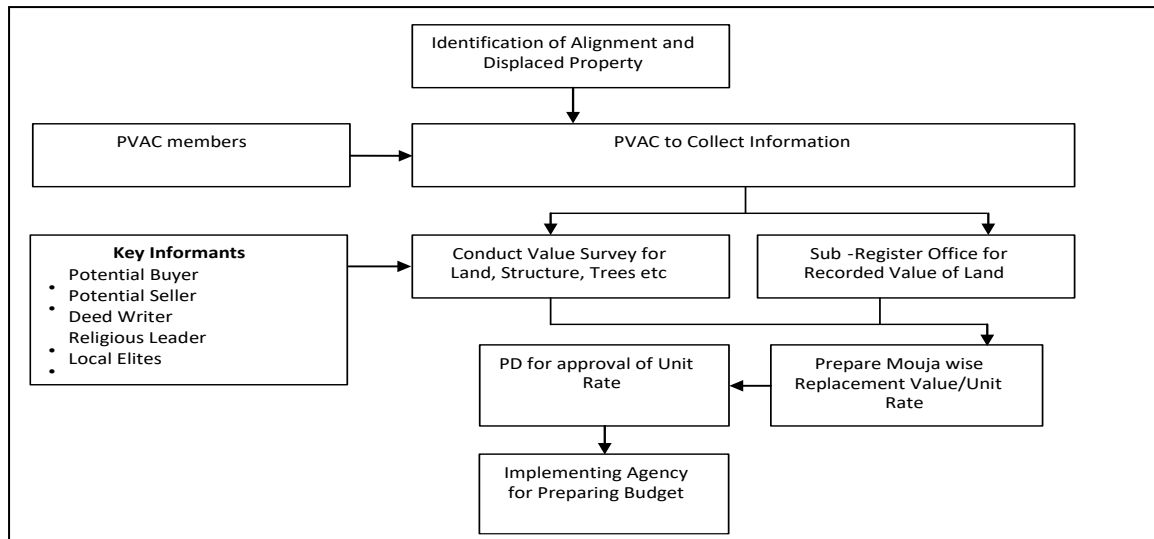 Identification of Alignment and
Displaced Property
PVAC members
PVAC to Collect Information
Key Informants
Potential Buyer
• Potential Seller
• Deed Writer
Religious Leader
• Local Elites
•
Conduct Value Survey for
Land, Structure, Trees etc
Sub -Register Office for
Recorded Value of Land
PD for approval of Unit
Rate
Prepare Mouja wise
Replacement Value/Unit
Rate
Implementing Agency
for Preparing Budget